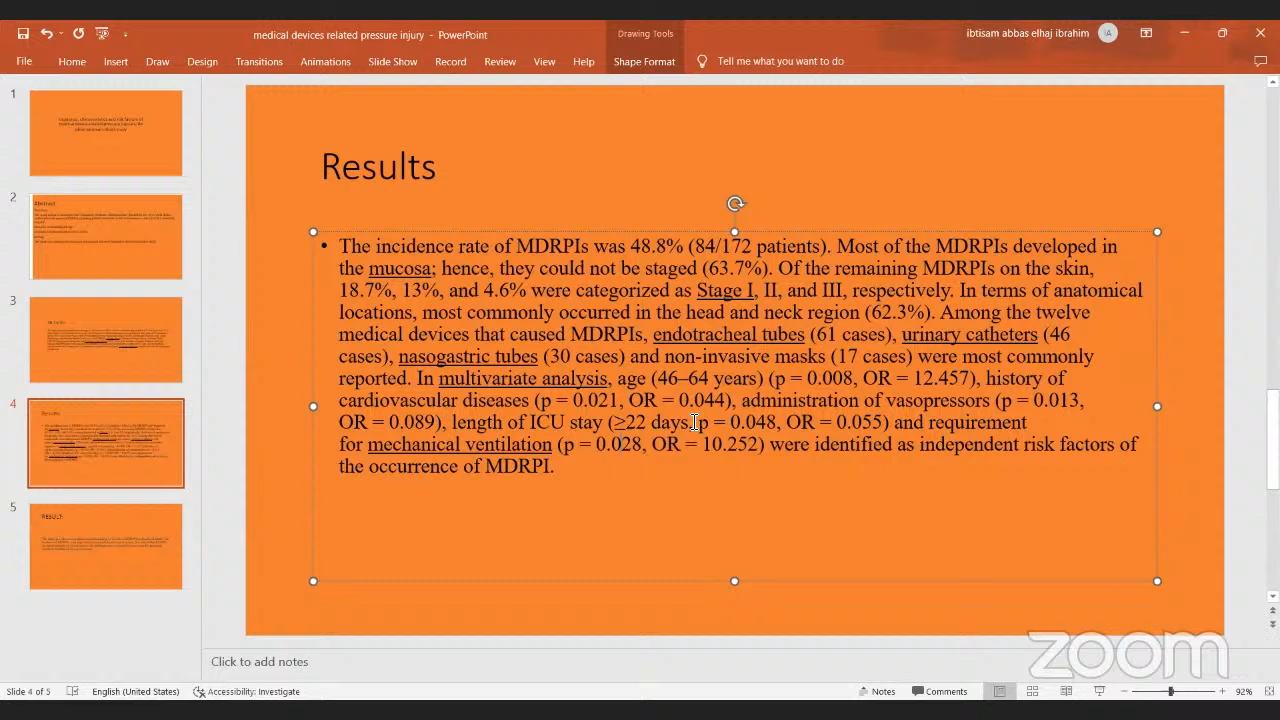 medical devices related pressure injury - PowerPoint
Drawing Tools
ibtisam abbas elhaj ibrahim
IA
File Home Insert Draw Design Transitions Animations Slide Show Record Review View Help Shape Format Tell me what you want to do
1
2
Abstract
3
4
Results
5
RESULT
Results
• The incidence rate of MDRPIs was 48.8% (84/172 patients). Most of the MDRPIs developed in
the mucosa; hence, they could not be staged (63.7%). Of the remaining MDRPIs on the skin,
18.7%, 13%, and 4.6% were categorized as Stage I, II, and III, respectively. In terms of anatomical
locations, most commonly occurred in the head and neck region (62.3%). Among the twelve
medical devices that caused MDRPIs, endotracheal tubes (61 cases), urinary catheters (46
cases), nasogastric tubes (30 cases) and non-invasive masks (17 cases) were most commonly
reported. In multivariate analysis, age (46–64 years) (p = 0.008, OR = 12.457), history of
cardiovascular diseases (p = 0.021, OR = 0.044), administration of vasopressors (p = 0.013,
OR = 0.089), length of ICU stay (≥22 days, p = 0.048, OR = 0.055) and requirement
for mechanical ventilation (p = 0.028, OR = 10.252) were identified as independent risk factors of
the occurrence of MDRPI.
Click to add notes
zoom
Slide 4 of 5 English (United States) Accessibility: Investigate Notes Comments 92%